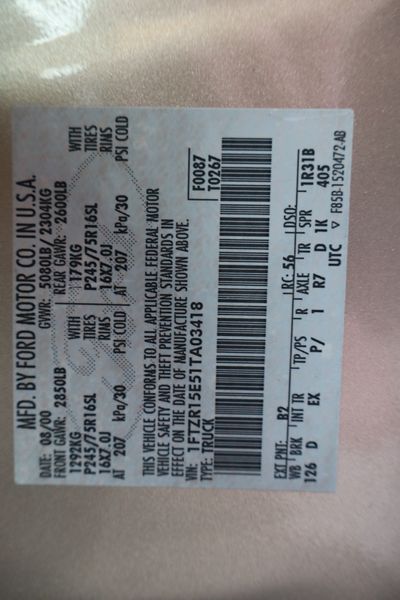 MFD. BY FORD MOTOR CO. IN U.S.A.
DATE: 08/00 GVWR: 5080LB/ 2304KG
FRONT GAWR: 2850LB REAR GAWR: 2600LB
1292KG WITH 179KG WITH
P245/75R16SL TIRES P245/75R16SL TIRES
16X7.0J RIMS 16X7.0J RIMS
AT 207 kPa/30 PSI COLD AT 207 kPa/30 PSI COLD
THIS VEHICLE CONFORMS TO ALL APPLICABLE FEDERAL MOTOR
VEHICLE SAFETY AND THEFT PREVENTION STANDARDS IN
EFFECT ON THE DATE OF MANUFACTURE SHOWN ABOVE.
VIN: 1FTZR15E51TA03418 F0087
TYPE: TRUCK T0267
EXT PNT: B2 RC: 56 DSO:
WB BRK INT TR TP/PS R AXLE TR SPR 1R31B
126 D EX P/ 1 R7 D 1K 405
UTC ▽ F85B-1520472-AB